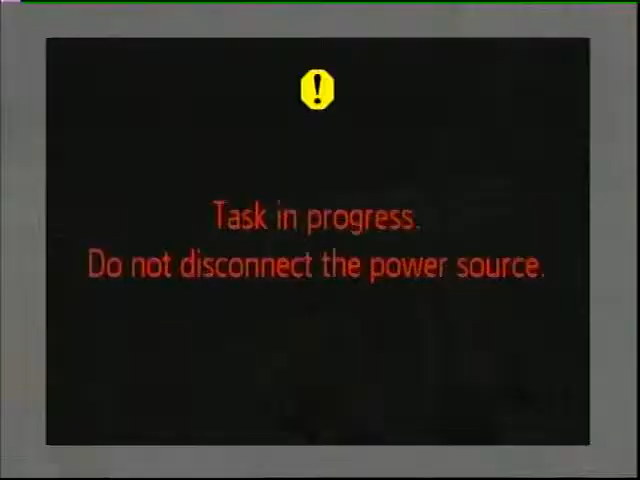 !
Task in progress.
Do not disconnect the power source.